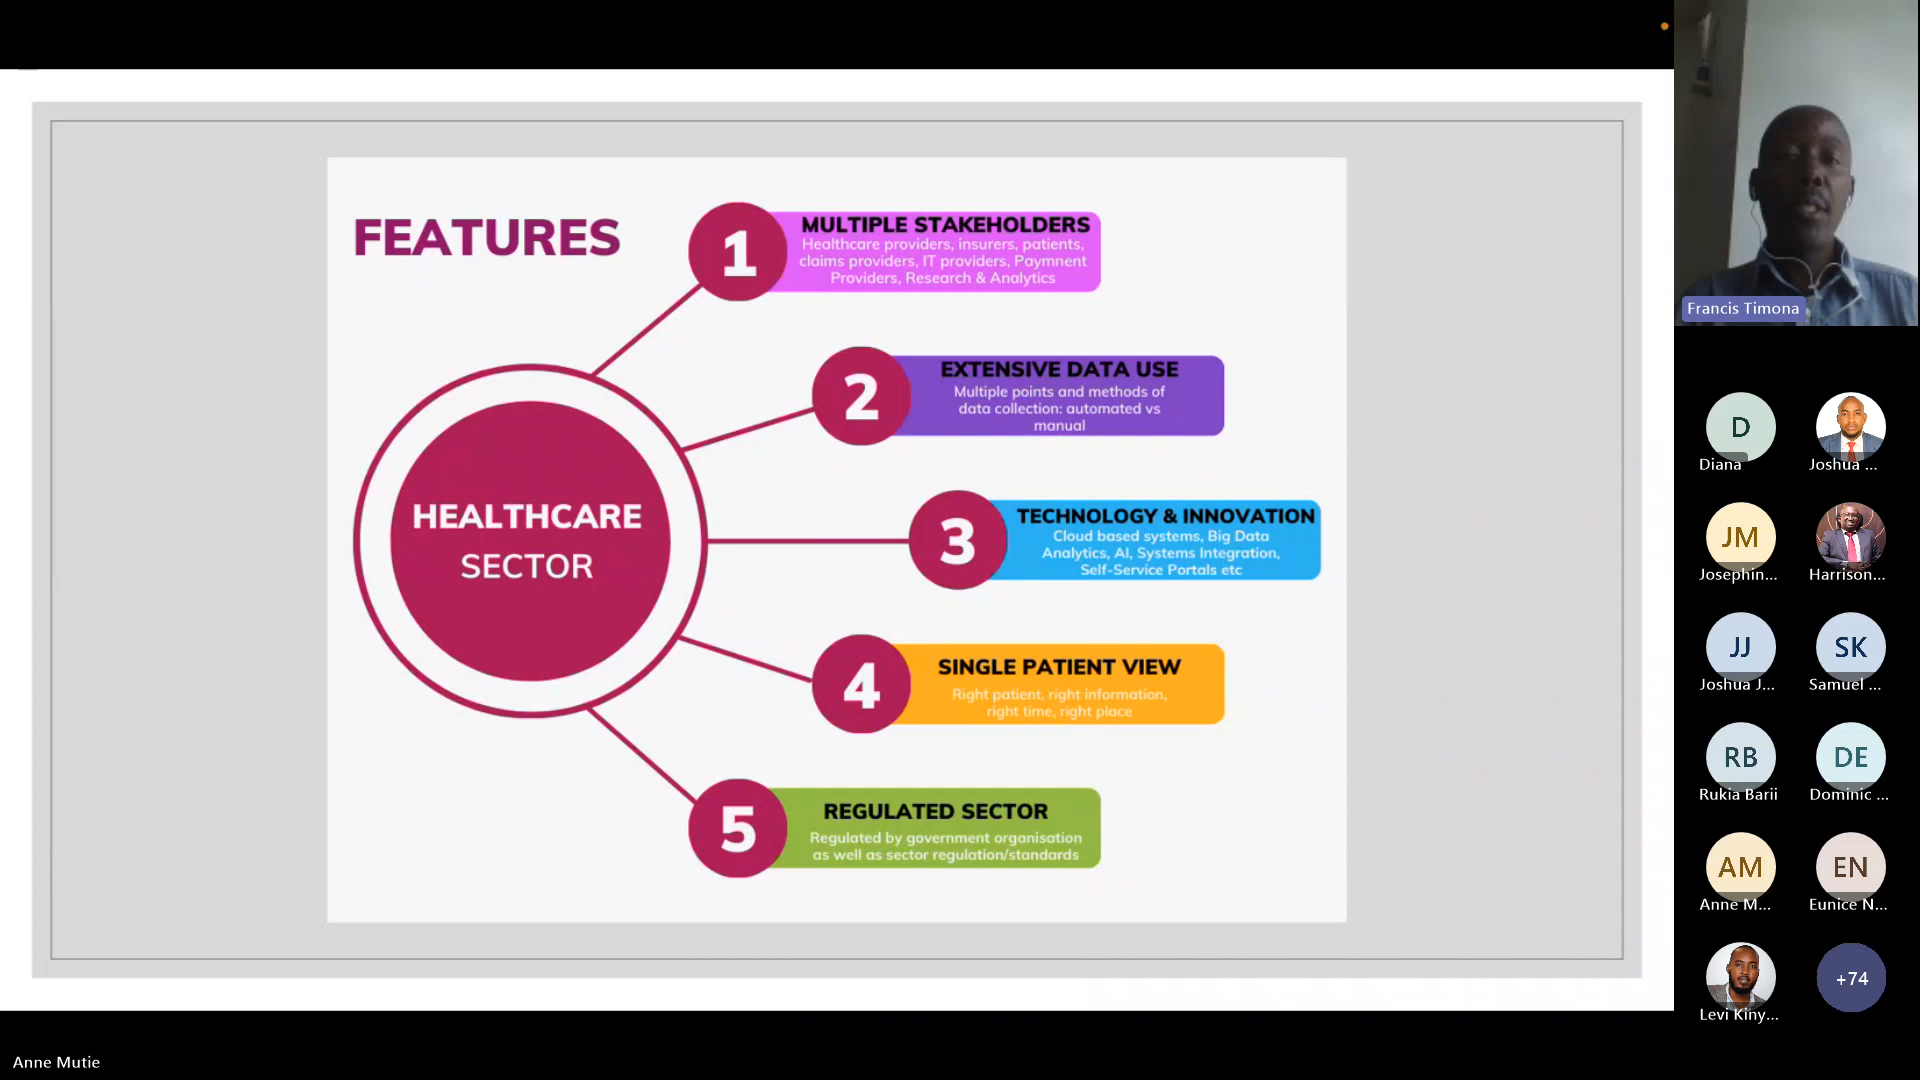 FEATURES
1
MULTIPLE STAKEHOLDERS
Healthcare providers, insurers, patients,
claims providers, IT providers, Paymnent
Providers, Research & Analytics
2
EXTENSIVE DATA USE
Multiple points and methods of
data collection: automated vs
manual
HEALTHCARE
SECTOR
3
TECHNOLOGY & INNOVATION
Cloud based systems, Big Data
Analytics, AI, Systems Integration,
Self-Service Portals etc
4
SINGLE PATIENT VIEW
Right patient, right information,
right time, right place
5
REGULATED SECTOR
Regulated by government organisation
as well as sector regulation/standards
Francis Timona
D
Diana
Joshua ...
JM
Josephin...
Harrison...
JJ
Joshua J...
SK
Samuel ...
RB
Rukia Barii
DE
Dominic ...
AM
Anne M...
EN
Eunice N...
Levi Kiny...
+74
Anne Mutie